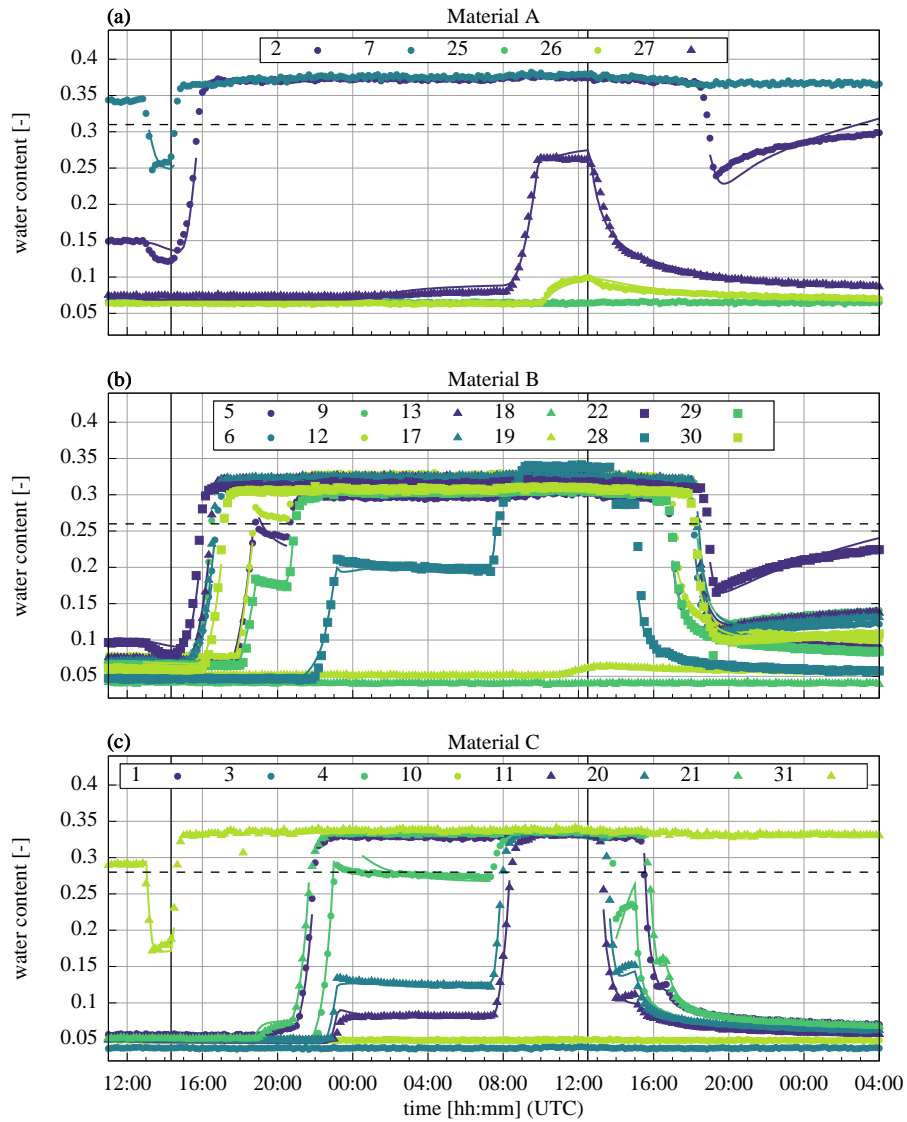 (a) Material A
2 7 25 26 27
0.4
0.35
0.3
0.25
0.2
0.15
0.1
0.05
water content [-]
(b) Material B
5 9 13 18 22 29
6 12 17 19 28 30
0.4
0.35
0.3
0.25
0.2
0.15
0.1
0.05
water content [-]
(c) Material C
1 3 4 10 11 20 21 31
0.4
0.35
0.3
0.25
0.2
0.15
0.1
0.05
water content [-]
12:00 16:00 20:00 00:00 04:00 08:00 12:00 16:00 20:00 00:00 04:00
time [hh:mm] (UTC)